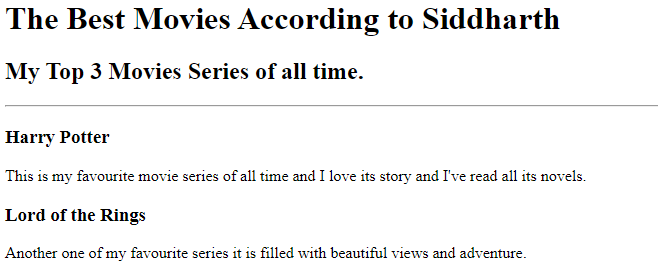 The Best Movies According to Siddharth
My Top 3 Movies Series of all time.
Harry Potter
This is my favourite movie series of all time and I love its story and I've read all its novels.
Lord of the Rings
Another one of my favourite series it is filled with beautiful views and adventure.